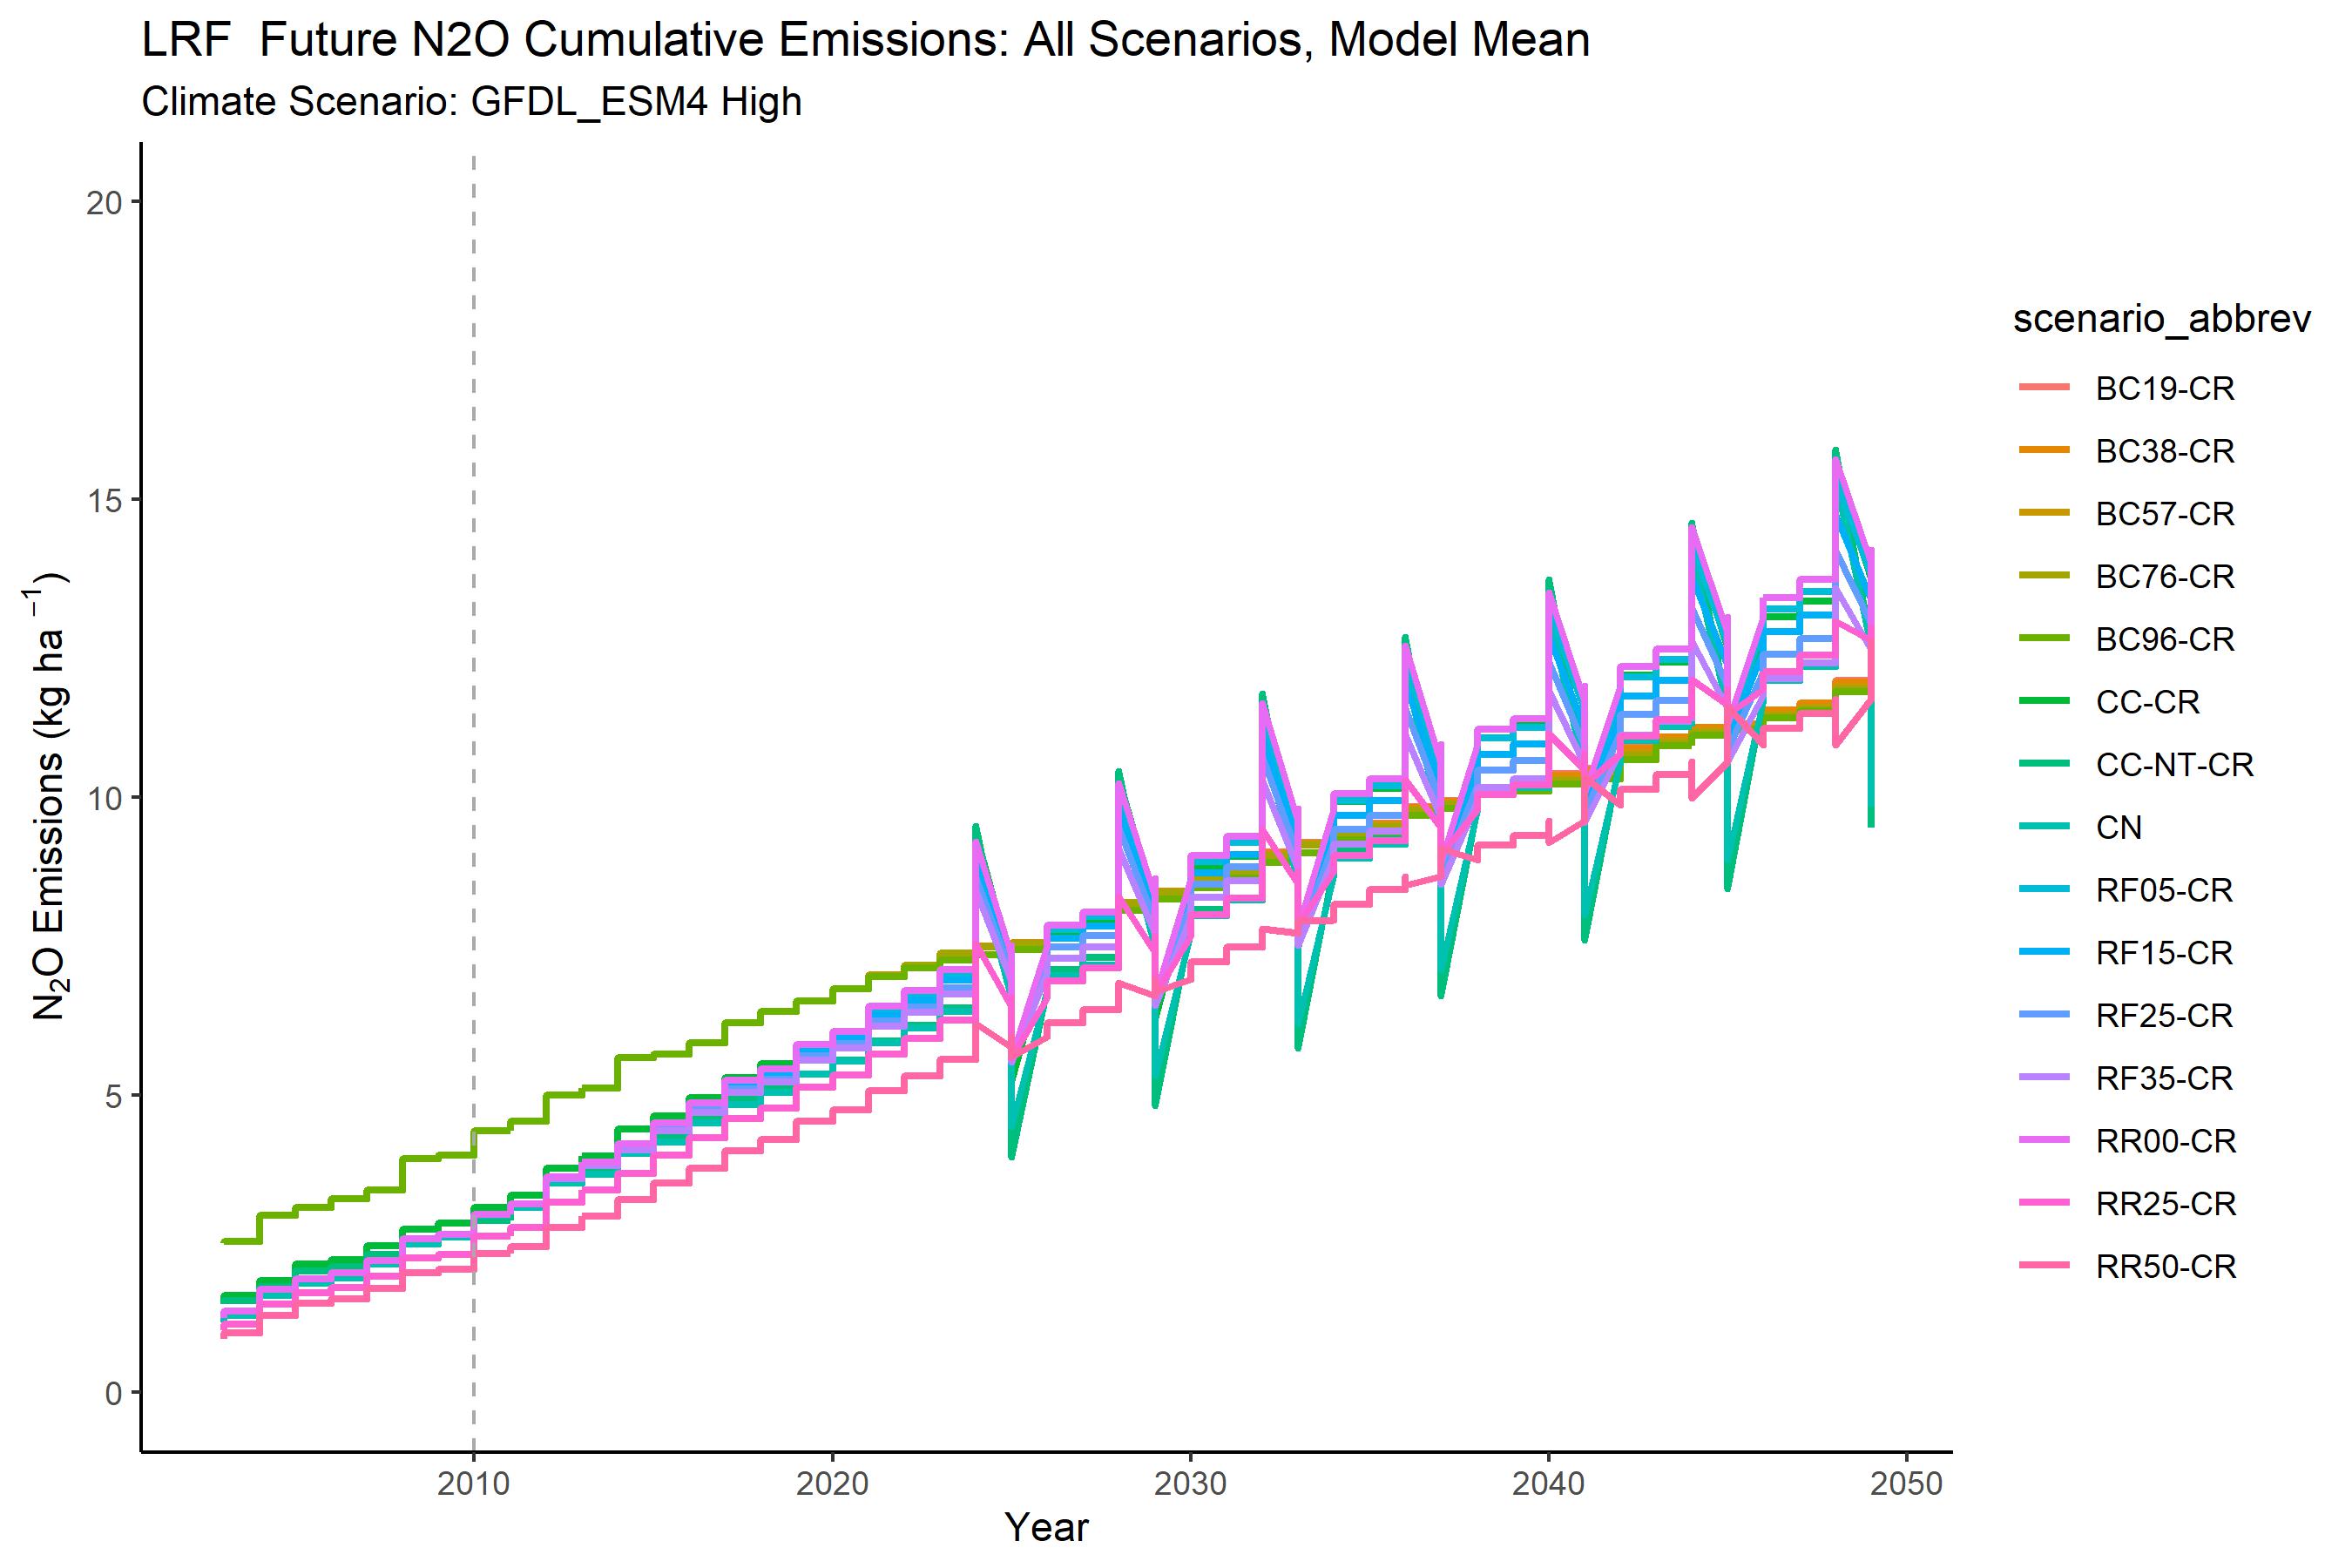 LRF  Future N2O Cumulative Emissions: All Scenarios, Model Mean
Climate Scenario: GFDL_ESM4 High
N₂O Emissions (kg ha ⁻¹)
20
15
10
5
0
2010
2020
2030
2040
2050
Year
scenario_abbrev
BC19-CR
BC38-CR
BC57-CR
BC76-CR
BC96-CR
CC-CR
CC-NT-CR
CN
RF05-CR
RF15-CR
RF25-CR
RF35-CR
RR00-CR
RR25-CR
RR50-CR